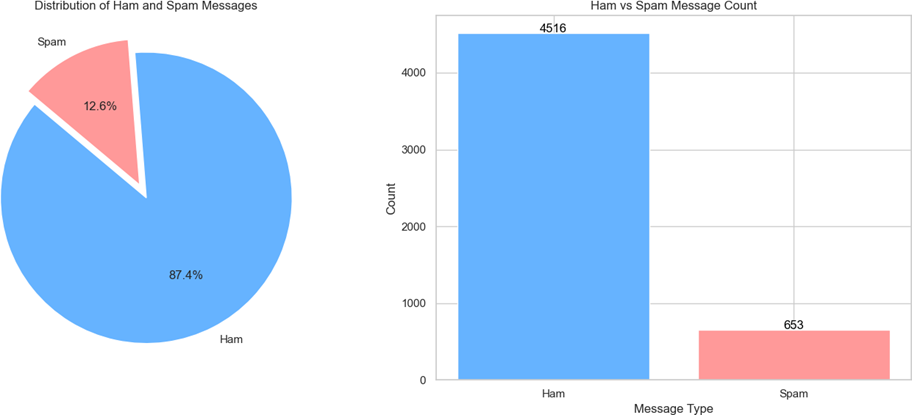 Distribution of Ham and Spam Messages
Spam
12.6%
87.4%
Ham
Ham vs Spam Message Count
4516
4000
3000
Count
2000
1000
653
0
Ham
Spam
Message Type